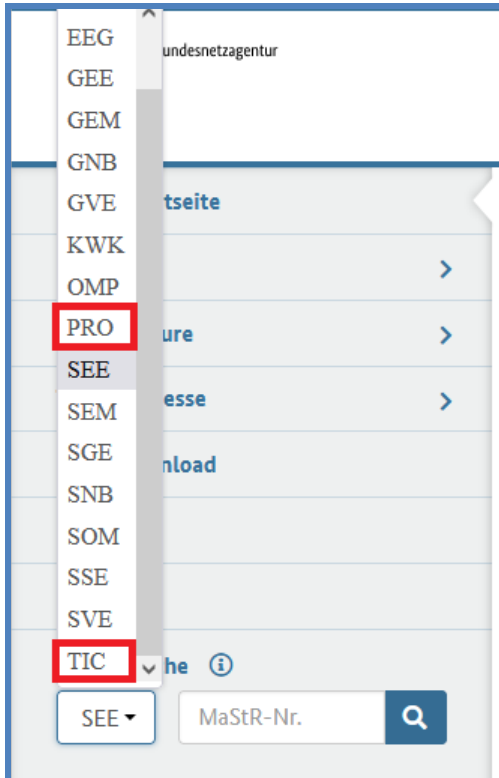 EEG
undesnetzagentur
GEE
GEM
GNB
GVE
tseite
KWK
OMP
PRO
ure
SEE
SEM
esse
SGE
nload
SNB
SOM
SSE
SVE
TIC
he
SEE
MaStR-Nr.